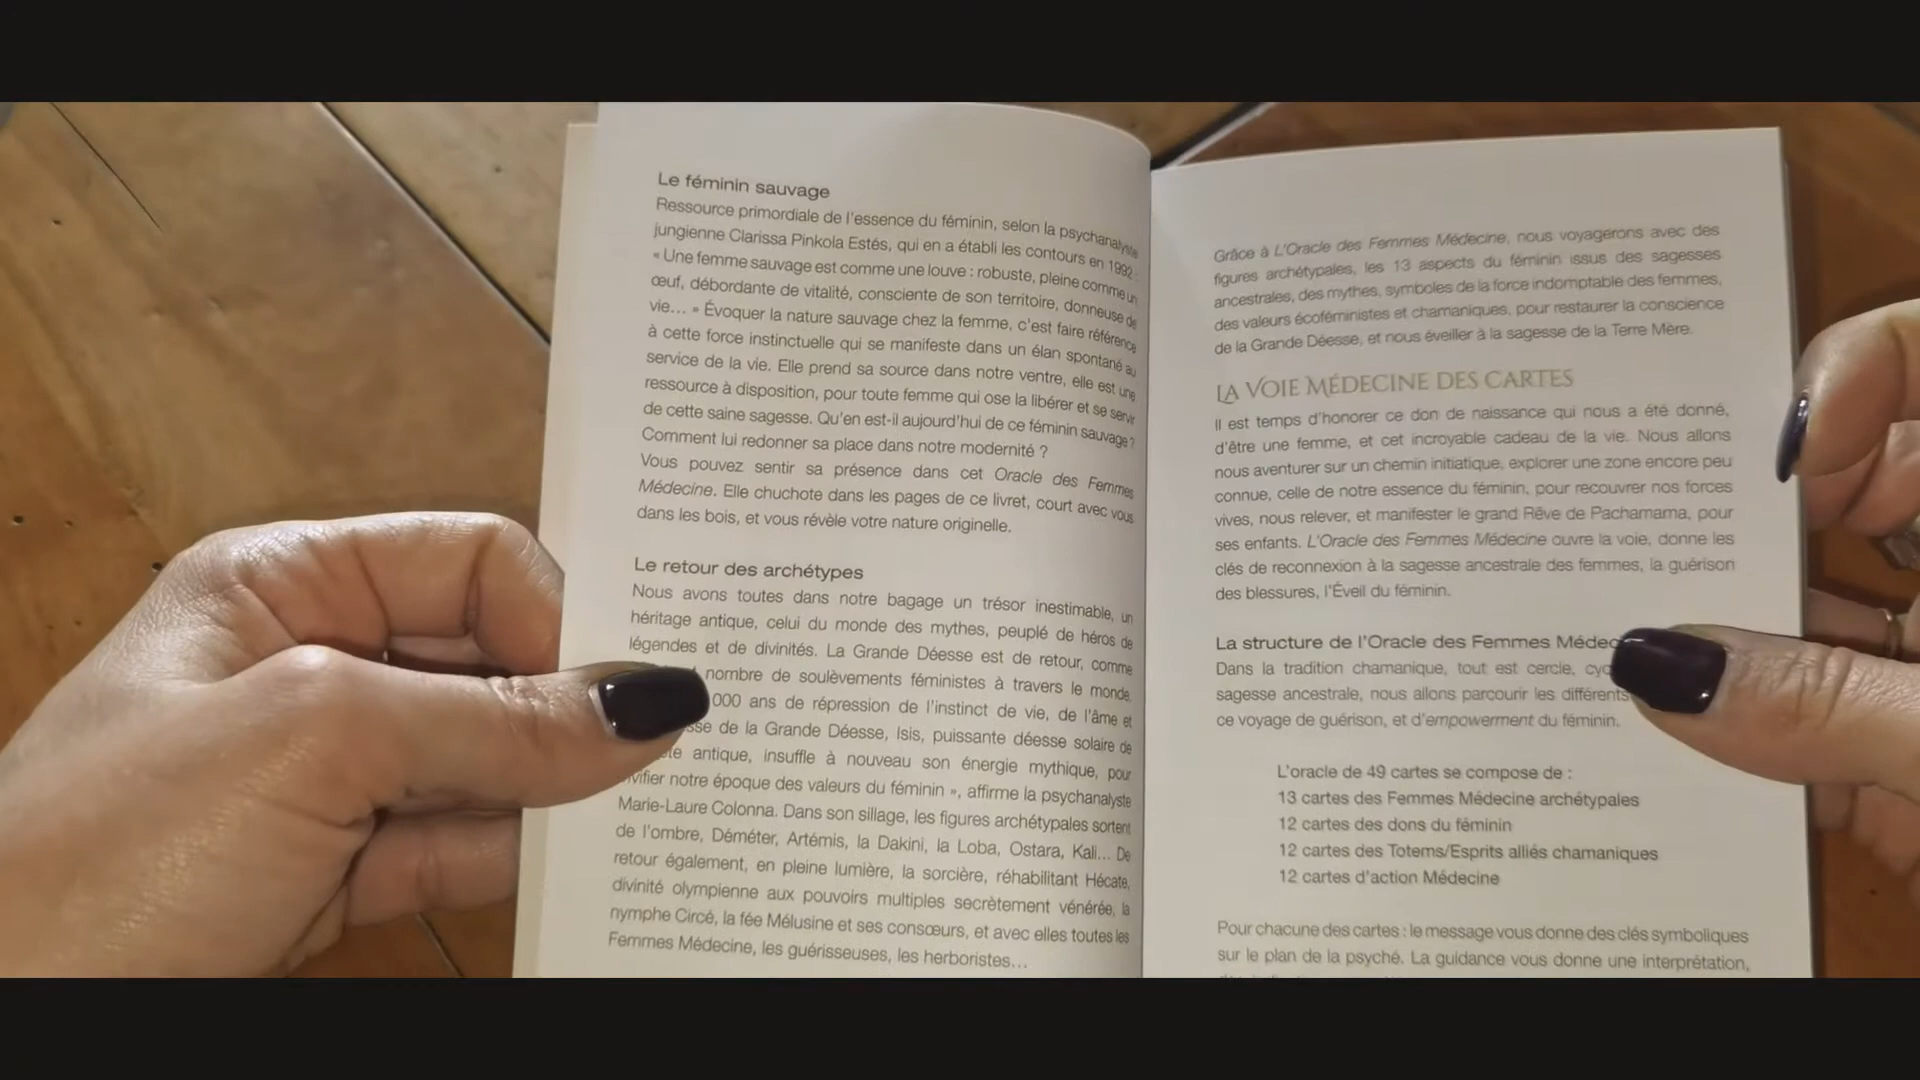 Le féminin sauvage
Ressource primordiale de l'essence du féminin, selon la psychanalyste
jungienne Clarissa Pinkola Estés, qui en a établi les contours en 1992 :
« Une femme sauvage est comme une louve : robuste, pleine comme un
œuf, débordante de vitalité, consciente de son territoire, donneuse de
vie... » Évoquer la nature sauvage chez la femme, c'est faire référence
à cette force instinctuelle qui se manifeste dans un élan spontané au
service de la vie. Elle prend sa source dans notre ventre, elle est une
ressource à disposition, pour toute femme qui ose la libérer et se servir
de cette saine sagesse. Qu'en est-il aujourd'hui de ce féminin sauvage ?
Comment lui redonner sa place dans notre modernité ?
Vous pouvez sentir sa présence dans cet Oracle des Femmes
Médecine. Elle chuchote dans les pages de ce livret, court avec vous
dans les bois, et vous révèle votre nature originelle.
Le retour des archétypes
Nous avons toutes dans notre bagage un trésor inestimable, un
héritage antique, celui du monde des mythes, peuplé de héros de
légendes et de divinités. La Grande Déesse est de retour, comme
nombre de soulèvements féministes à travers le monde.
000 ans de répression de l'instinct de vie, de l'âme et
de la Grande Déesse, Isis, puissante déesse solaire de
antique, insuffle à nouveau son énergie mythique, pour
notre époque des valeurs du féminin », affirme la psychanalyste
Marie-Laure Colonna. Dans son sillage, les figures archétypales sortent
de l'ombre, Déméter, Artémis, la Dakini, la Loba, Ostara, Kali... De
retour également, en pleine lumière, la sorcière, réhabilitant Hécate,
divinité olympienne aux pouvoirs multiples secrètement vénérée, la
nymphe Circé, la fée Mélusine et ses consœurs, et avec elles toutes les
Femmes Médecine, les guérisseuses, les herboristes...
Grâce à L'Oracle des Femmes Médecine, nous voyagerons avec des
figures archétypales, les 13 aspects du féminin issus des sagesses
ancestrales, des mythes, symboles de la force indomptable des femmes,
des valeurs écoféministes et chamaniques, pour restaurer la conscience
de la Grande Déesse, et nous éveiller à la sagesse de la Terre Mère.
LA VOIE MÉDECINE DES CARTES
Il est temps d'honorer ce don de naissance qui nous a été donné,
d'être une femme, et cet incroyable cadeau de la vie. Nous allons
nous aventurer sur un chemin initiatique, explorer une zone encore peu
connue, celle de notre essence du féminin, pour recouvrer nos forces
vives, nous relever, et manifester le grand Rêve de Pachamama, pour
ses enfants. L'Oracle des Femmes Médecine ouvre la voie, donne les
clés de reconnexion à la sagesse ancestrale des femmes, la guérison
des blessures, l'Éveil du féminin.
La structure de l'Oracle des Femmes
Dans la tradition chamanique, tout est cercle,
sagesse ancestrale, nous allons parcourir les différents
ce voyage de guérison, et d'empowerment du féminin.
L'oracle de 49 cartes se compose de :
13 cartes des Femmes Médecine archétypales
12 cartes des dons du féminin
12 cartes des Totems/Esprits alliés chamaniques
12 cartes d'action Médecine
Pour chacune des cartes : le message vous donne des clés symboliques
sur le plan de la psyché. La guidance vous donne une interprétation,